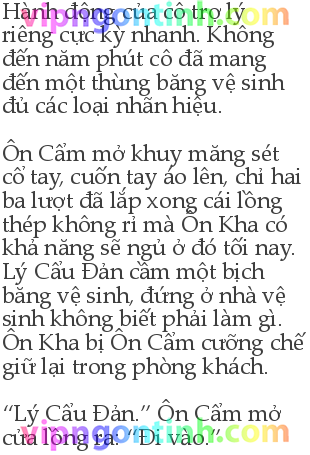 Hành động của cô trợ lý
riêng cực kỳ nhanh. Không
đến năm phút cô đã mang
đến một thùng băng vệ sinh
đủ các loại nhãn hiệu.
Ôn Cẩm mở khuy măng sét
cổ tay, cuốn tay áo lên, chỉ hai
ba lượt đã lắp xong cái lồng
thép không rỉ mà Ôn Kha có
khả năng sẽ ngủ ở đó tối nay.
Lý Cẩu Đản cầm một bịch
băng vệ sinh, đứng ở nhà vệ
sinh không biết phải làm gì.
Ôn Kha bị Ôn Cẩm cưỡng chế
giữ lại trong phòng khách.
“Lý Cẩu Đản.” Ôn Cẩm mở
cửa lồng ra: “Đi vào.”
vipngontinh.com
vipngontinh.com